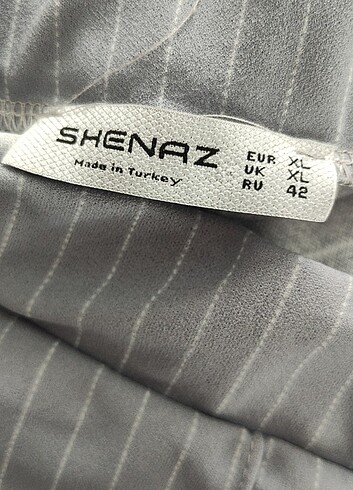 SHENAZ
Made in Turkey
EUR XL
UK XL
RU 42